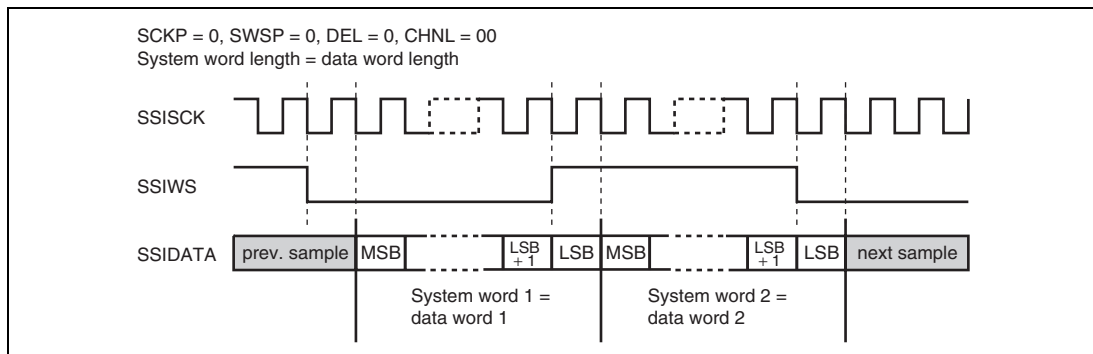 SCKP = 0, SWSP = 0, DEL = 0, CHNL = 00
System word length = data word length
SSISCK
SSIWS
SSIDATA
prev. sample
MSB
LSB
+ 1
LSB
MSB
LSB
+ 1
LSB
next sample
System word 1 =
data word 1
System word 2 =
data word 2